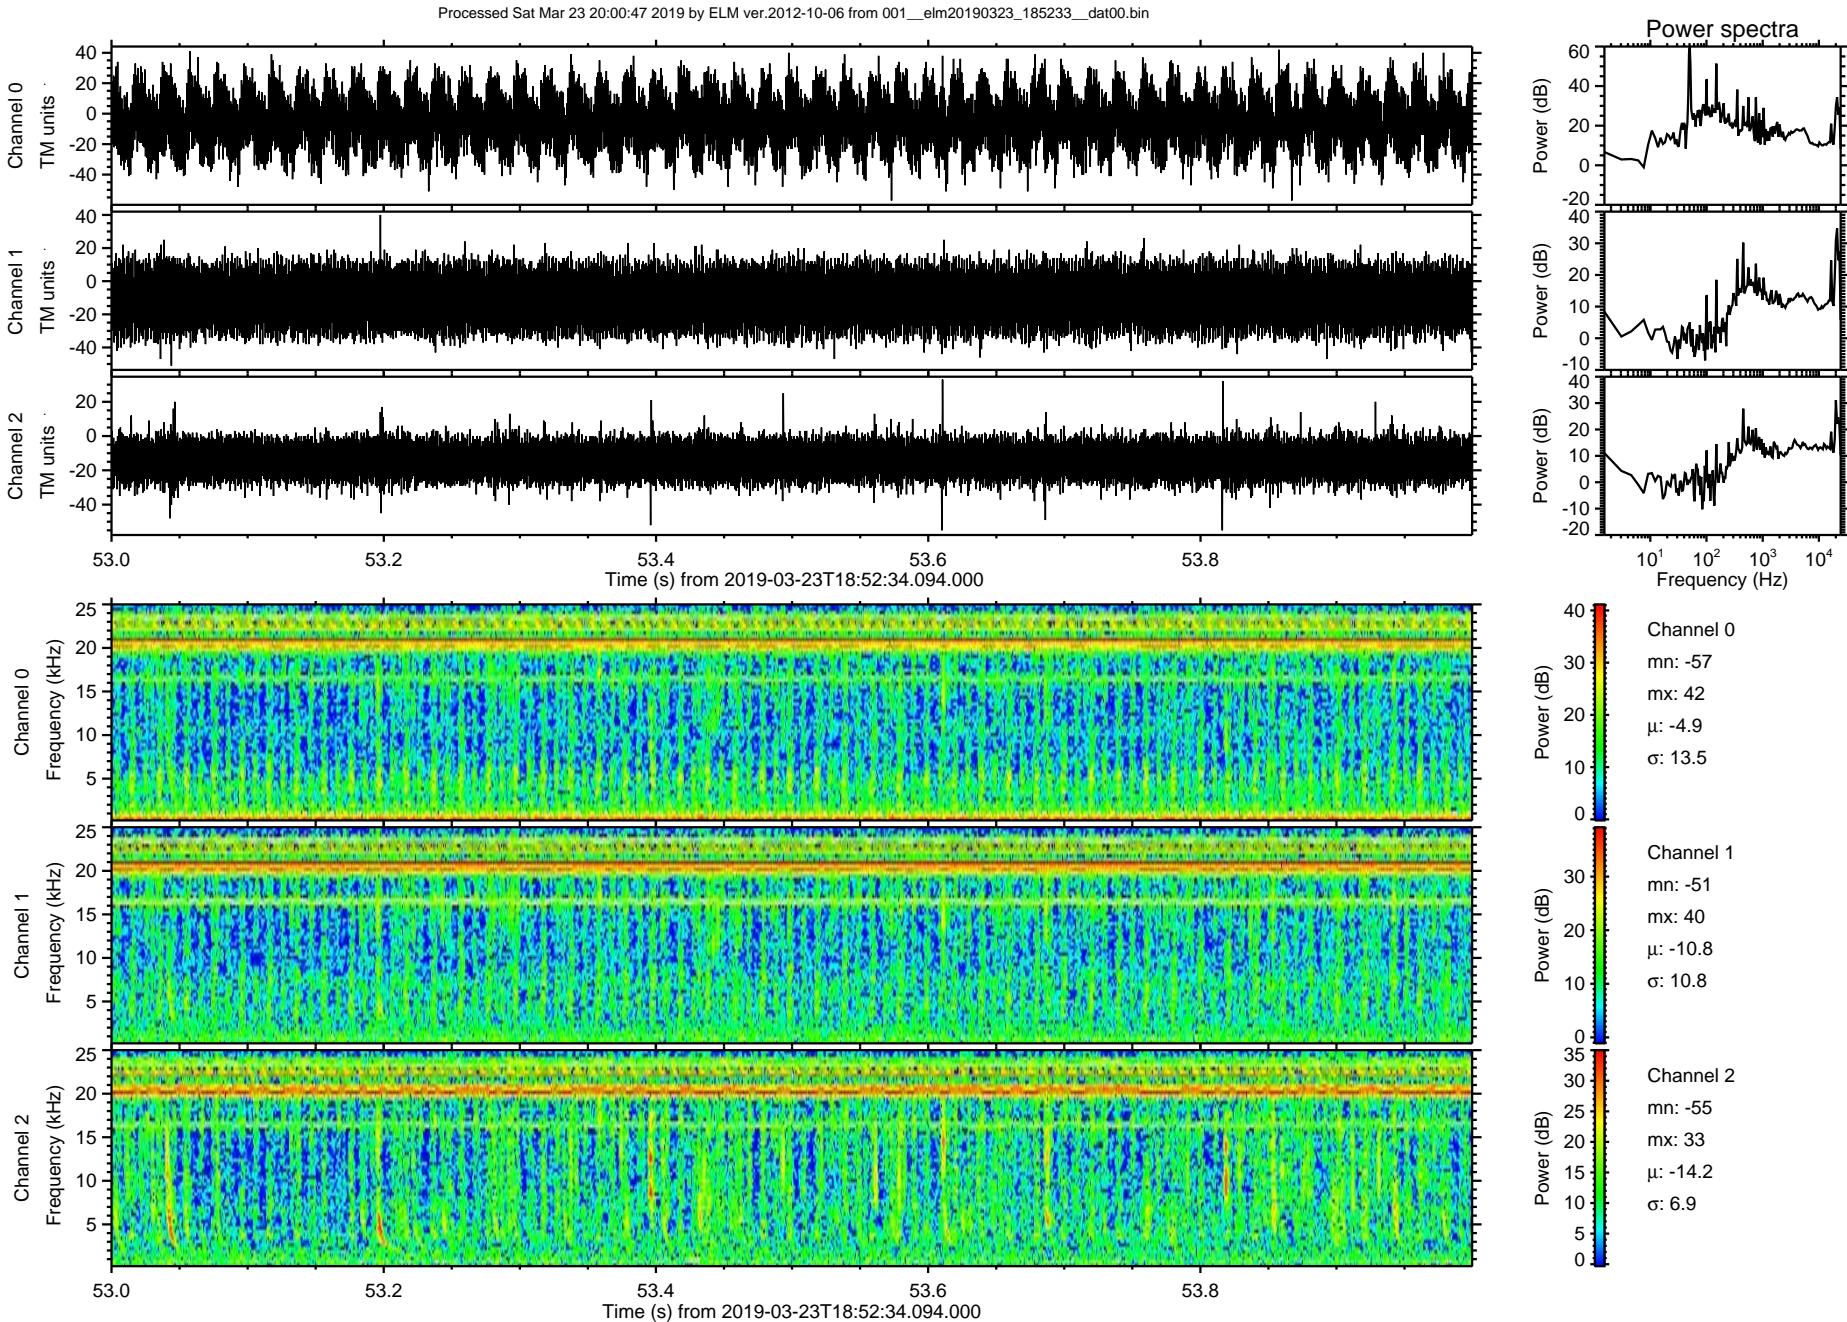 Processed Sat Mar 23 20:00:47 2019 by ELM ver.2012-10-06 from 001__elm20190323_185233__dat00.bin
Power spectra
Channel 0
TM units
40
20
0
-20
-40
Power (dB)
60
40
20
0
-20
Channel 1
TM units
40
20
0
-20
-40
Power (dB)
40
30
20
10
0
-10
Channel 2
TM units
20
0
-20
-40
Power (dB)
40
30
20
10
0
-10
-20
53.0 53.2 53.4 53.6 53.8
Time (s) from 2019-03-23T18:52:34.094.000
10^1 10^2 10^3 10^4
Frequency (Hz)
Channel 0
Frequency (kHz)
25
20
15
10
5
Power (dB)
40
30
20
10
0
Channel 0
mn: -57
mx: 42
μ: -4.9
σ: 13.5
Channel 1
Frequency (kHz)
25
20
15
10
5
Power (dB)
30
20
10
0
Channel 1
mn: -51
mx: 40
μ: -10.8
σ: 10.8
Channel 2
Frequency (kHz)
25
20
15
10
5
Power (dB)
35
30
25
20
15
10
5
0
Channel 2
mn: -55
mx: 33
μ: -14.2
σ: 6.9
53.0 53.2 53.4 53.6 53.8
Time (s) from 2019-03-23T18:52:34.094.000